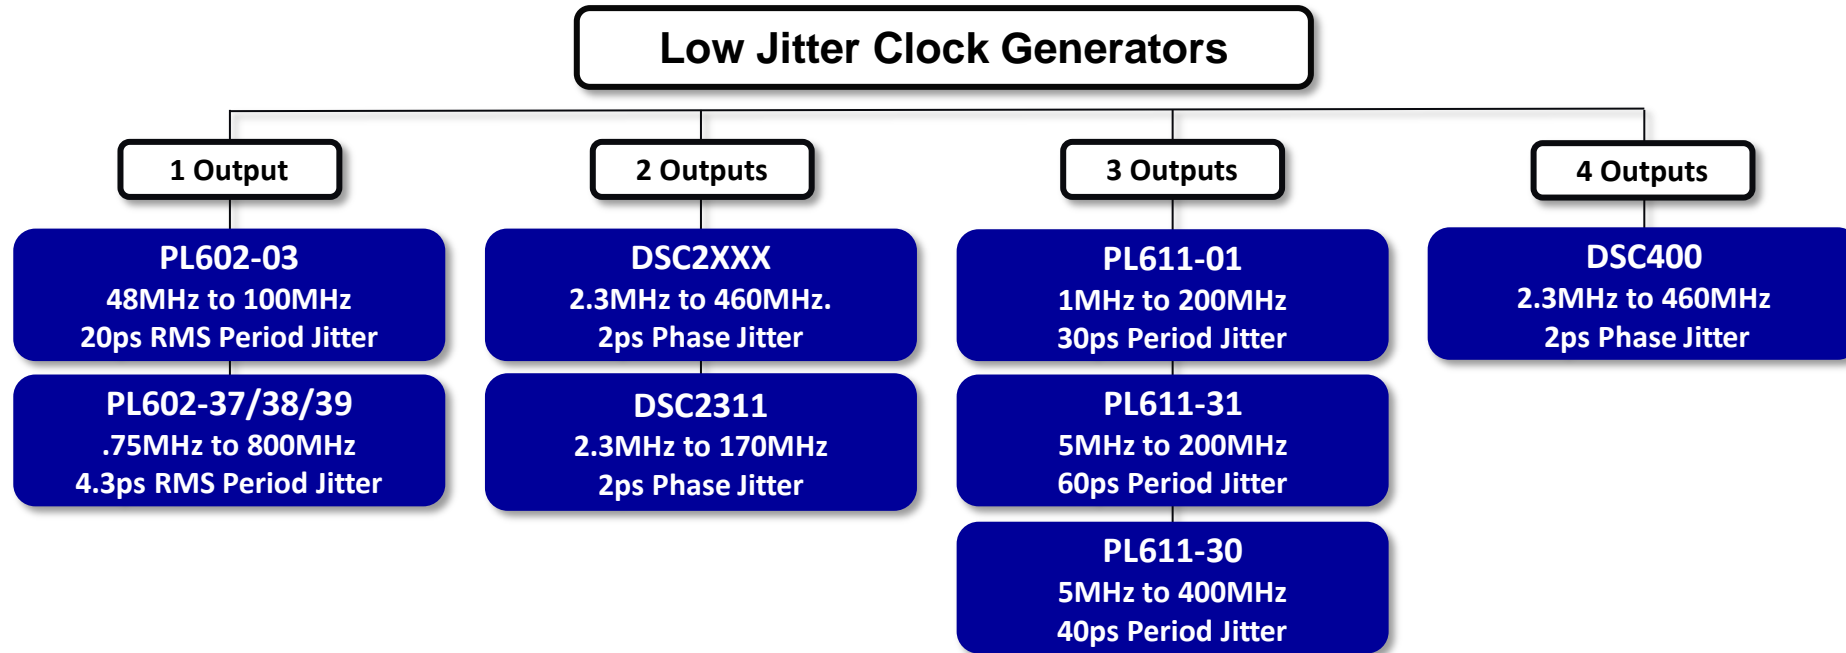 Low Jitter Clock Generators
1 Output
PL602-03
48MHz to 100MHz
20ps RMS Period Jitter
PL602-37/38/39
.75MHz to 800MHz
4.3ps RMS Period Jitter
2 Outputs
DSC2XXX
2.3MHz to 460MHz.
2ps Phase Jitter
DSC2311
2.3MHz to 170MHz
2ps Phase Jitter
3 Outputs
PL611-01
1MHz to 200MHz
30ps Period Jitter
PL611-31
5MHz to 200MHz
60ps Period Jitter
PL611-30
5MHz to 400MHz
40ps Period Jitter
4 Outputs
DSC400
2.3MHz to 460MHz
2ps Phase Jitter